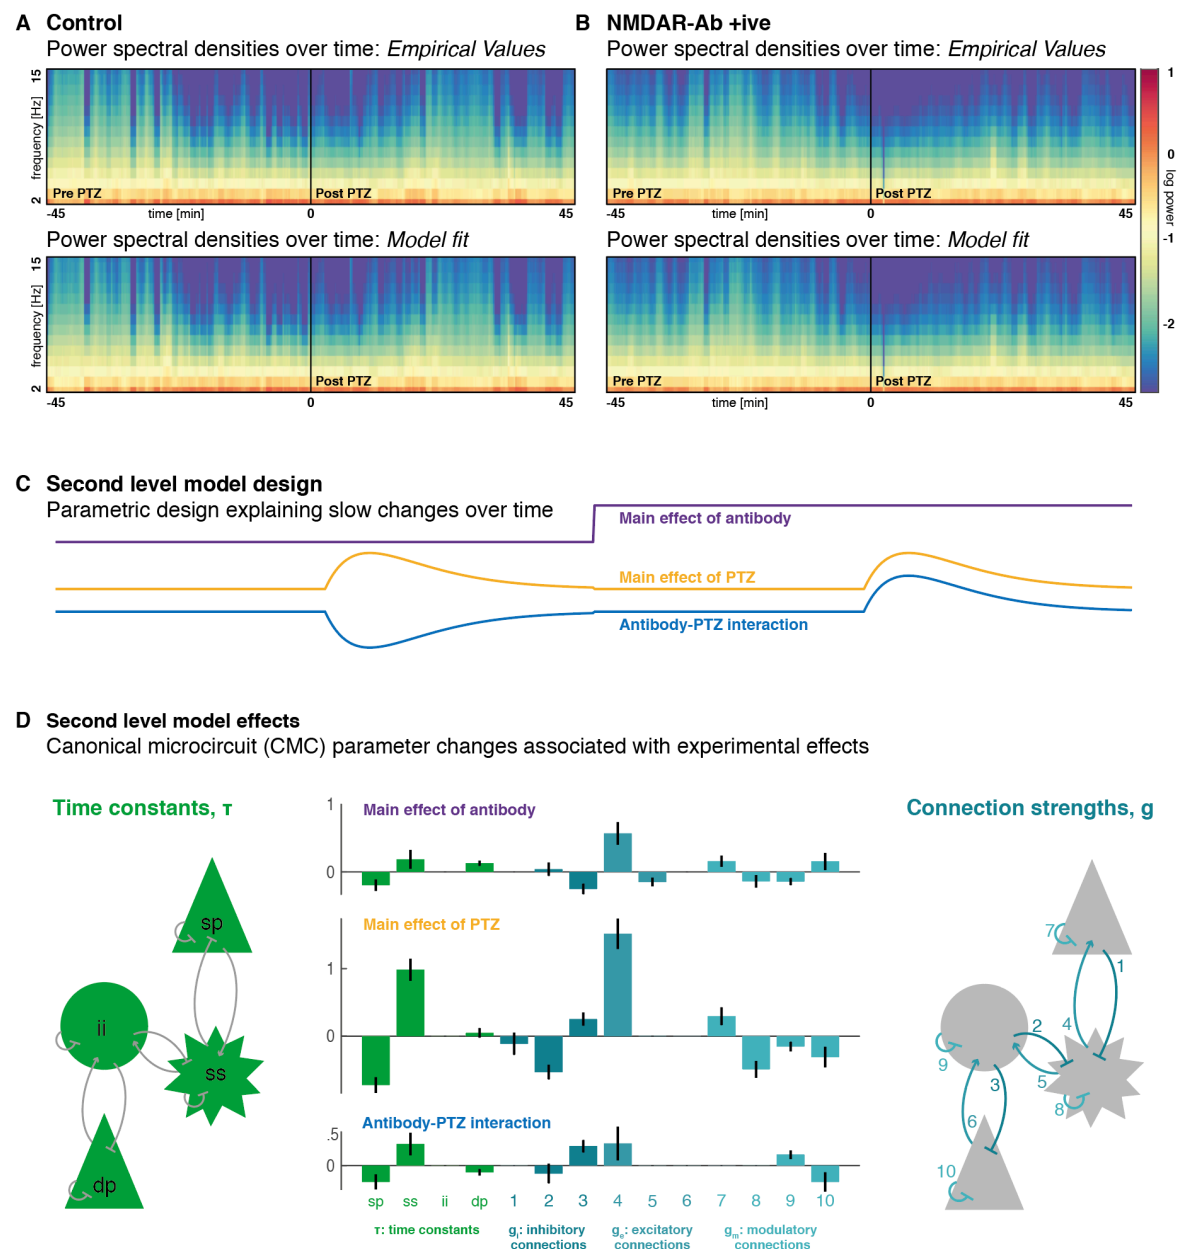 A Control
Power spectral densities over time: Empirical Values
15
frequency [Hz]
2
Pre PTZ
Post PTZ
-45
time [min]
0
45
B NMDAR-Ab +ive
Power spectral densities over time: Empirical Values
Pre PTZ
Post PTZ
-45
time [min]
0
45
1
0
log power
-1
-2
Power spectral densities over time: Model fit
15
frequency [Hz]
2
Post PTZ
-45
time [min]
0
45
Power spectral densities over time: Model fit
Pre PTZ
Post PTZ
-45
time [min]
0
45
C Second level model design
Parametric design explaining slow changes over time
Main effect of antibody
Main effect of PTZ
Antibody-PTZ interaction
D Second level model effects
Canonical microcircuit (CMC) parameter changes associated with experimental effects
Time constants, τ
sp
ii
ss
dp
1
Main effect of antibody
0
Main effect of PTZ
1
0
Antibody-PTZ interaction
.5
0
sp ss ii dp 1 2 3 4 5 6 7 8 9 10
τ: time constants
gi: inhibitory
connections
ge: excitatory
connections
gm: modulatory
connections
Connection strengths, g
7
1
4
2
9
5
3
8
6
10